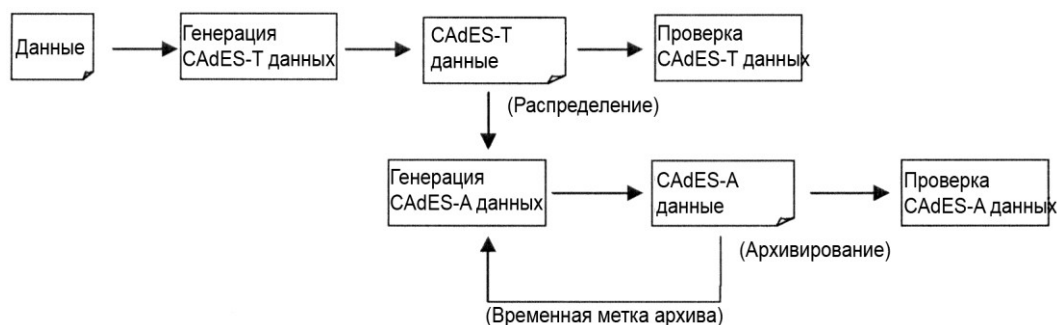 Данные
Генерация
CAdES-T данных
CAdES-T
данные
Проверка
CAdES-T данных
(Распределение)
Генерация
CAdES-A данных
CAdES-A
данные
Проверка
CAdES-A данных
(Архивирование)
(Временная метка архива)